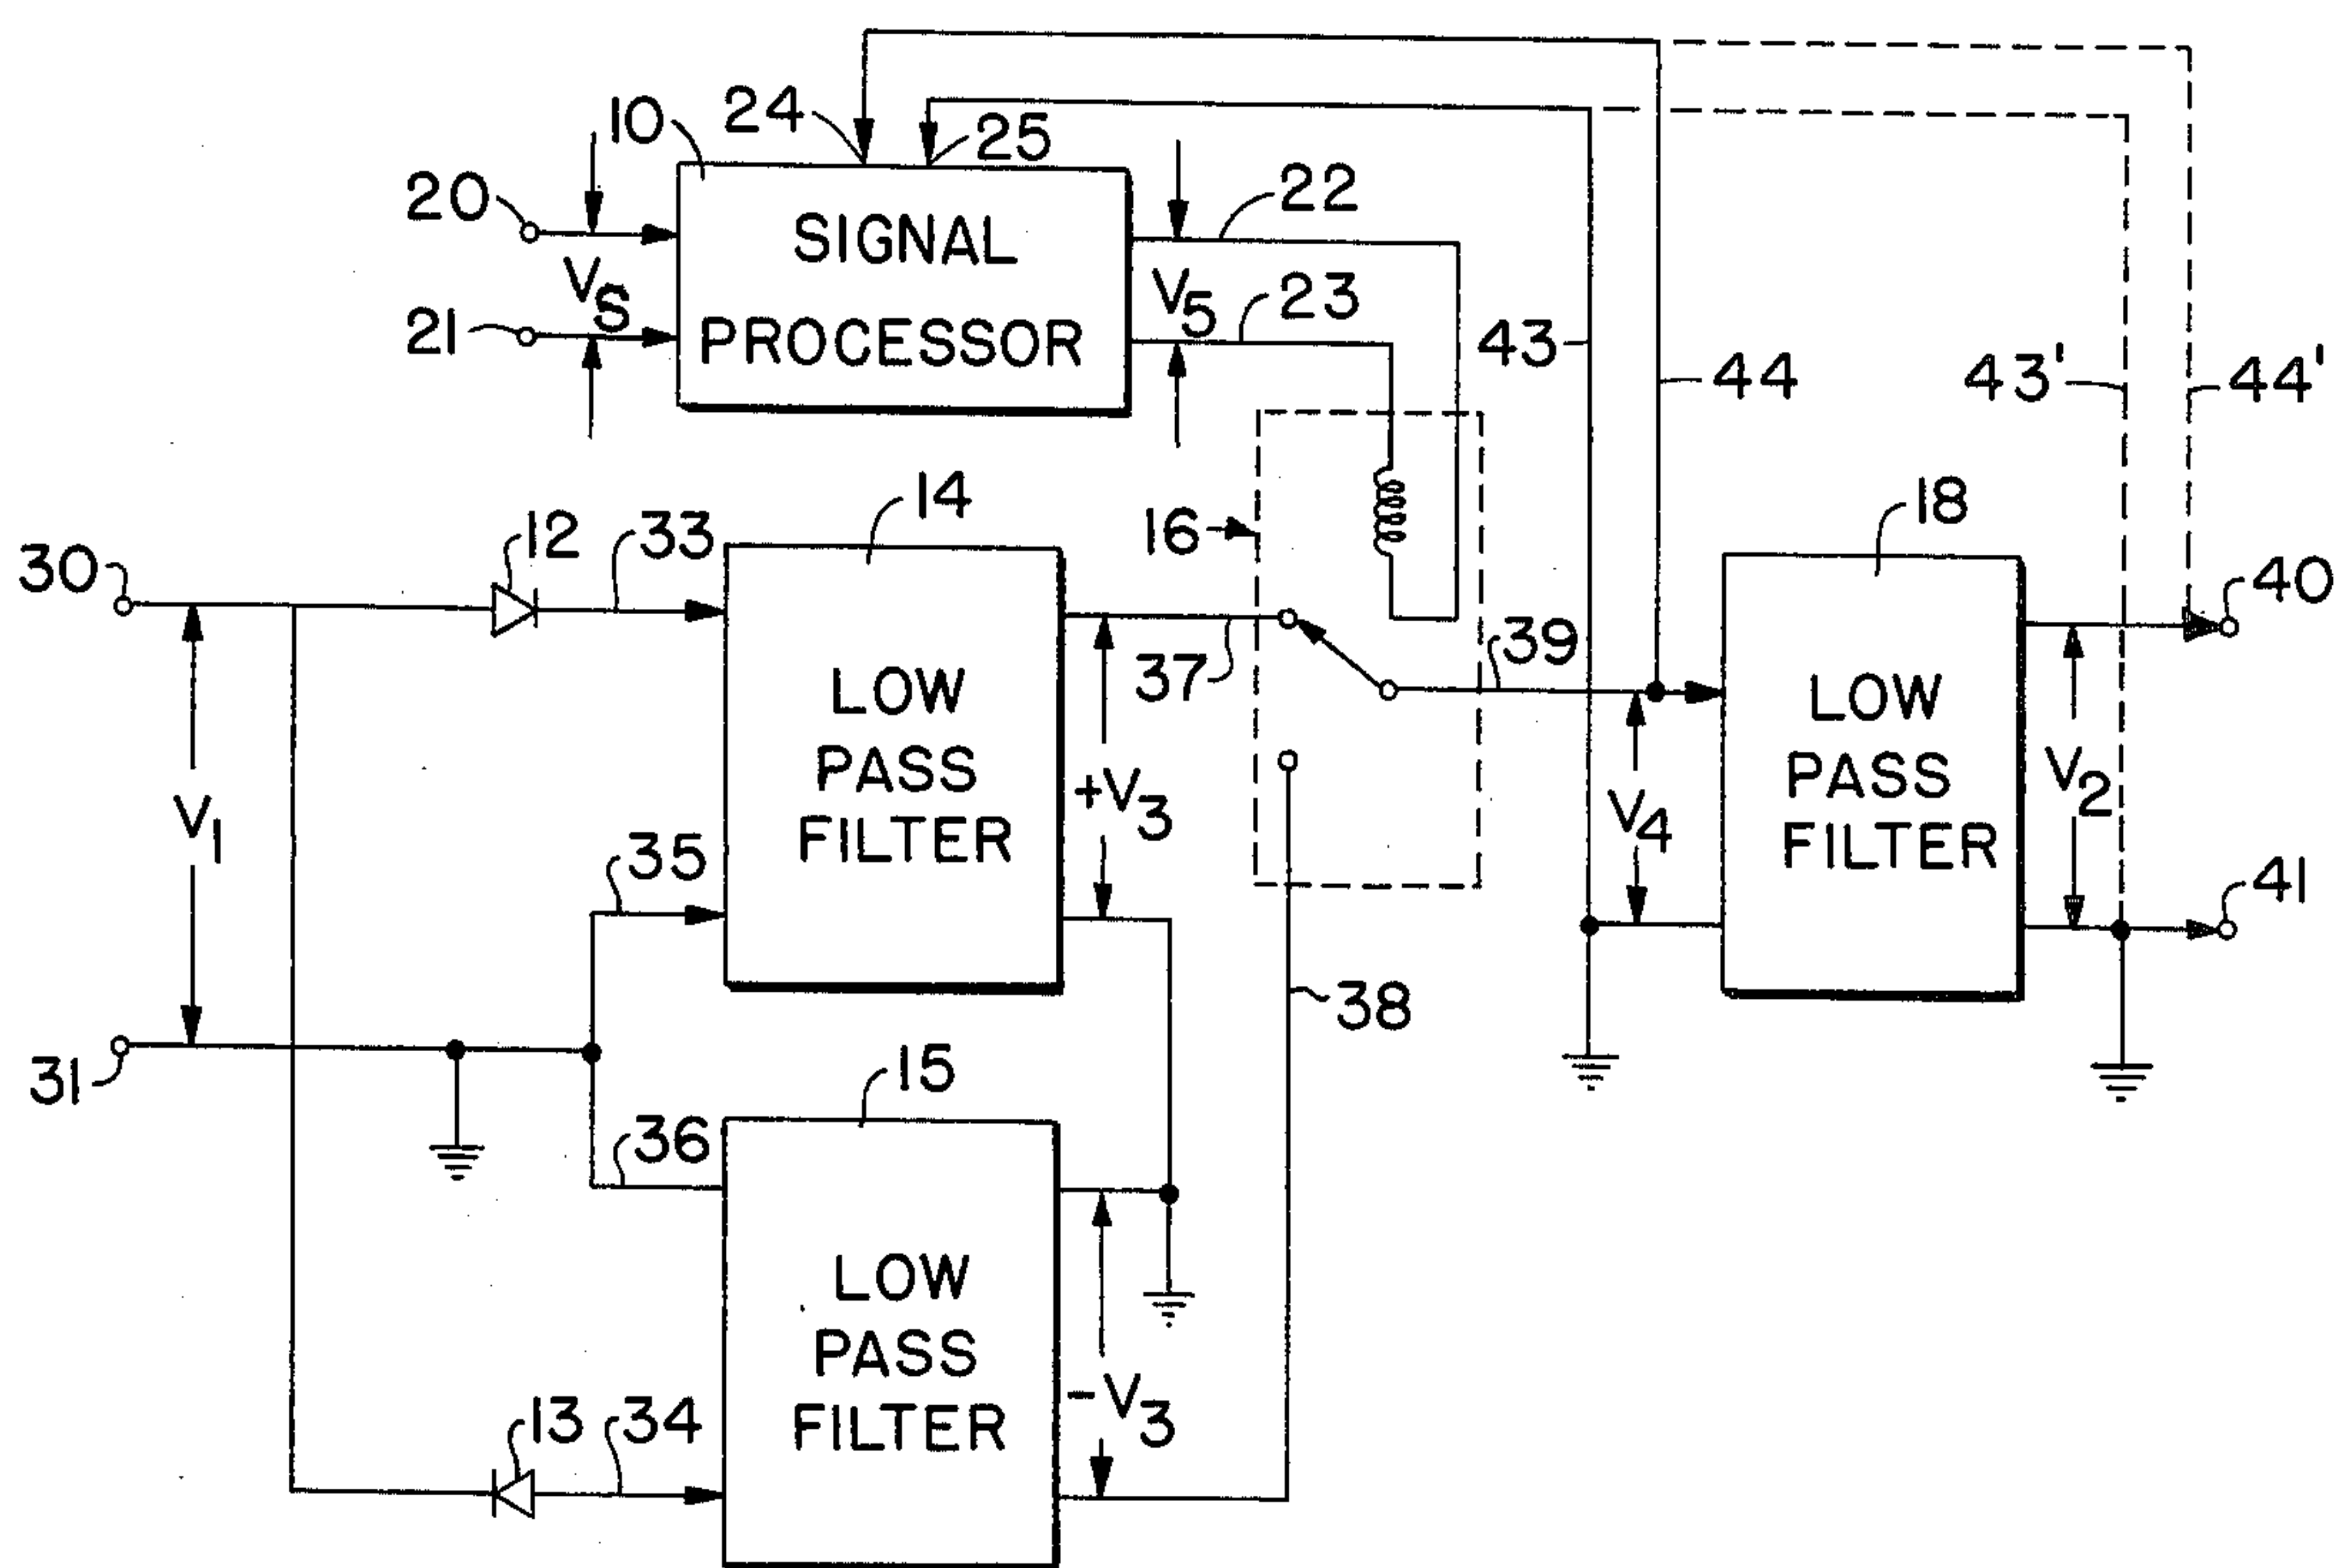 24
10
25
20
SIGNAL
22
VS
V5
23
21
PROCESSOR
43
44
43'
44'
14
16
18
30
12
33
40
37
39
LOW
PASS
FILTER
LOW
PASS
FILTER
V1
+V3
V4
V2
35
41
38
31
15
36
LOW
PASS
FILTER
-V3
13
34